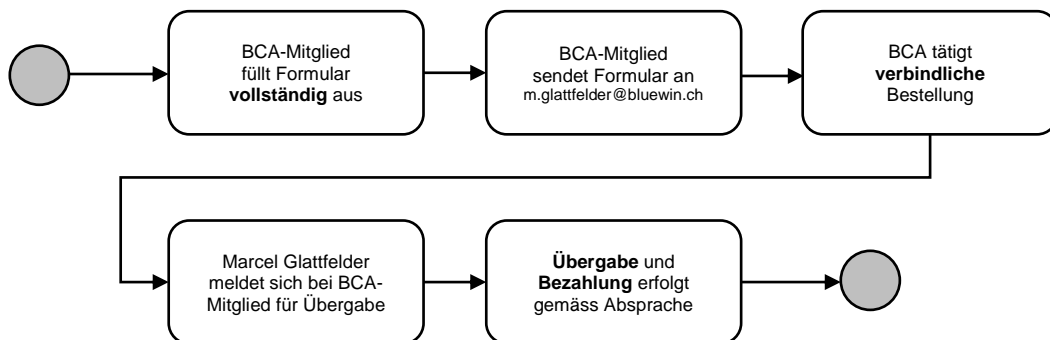 BCA-Mitglied
füllt Formular
vollständig aus
BCA-Mitglied
sendet Formular an
m.glattfelder@bluewin.ch
BCA tätigt
verbindliche
Bestellung
Marcel Glattfelder
meldet sich bei BCA-
Mitglied für Übergabe
Übergabe und
Bezahlung erfolgt
gemäss Absprache